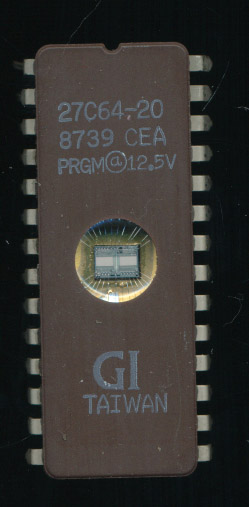 27C64-20
8739 CEA
PRGM@12.5V
GI
TAIWAN